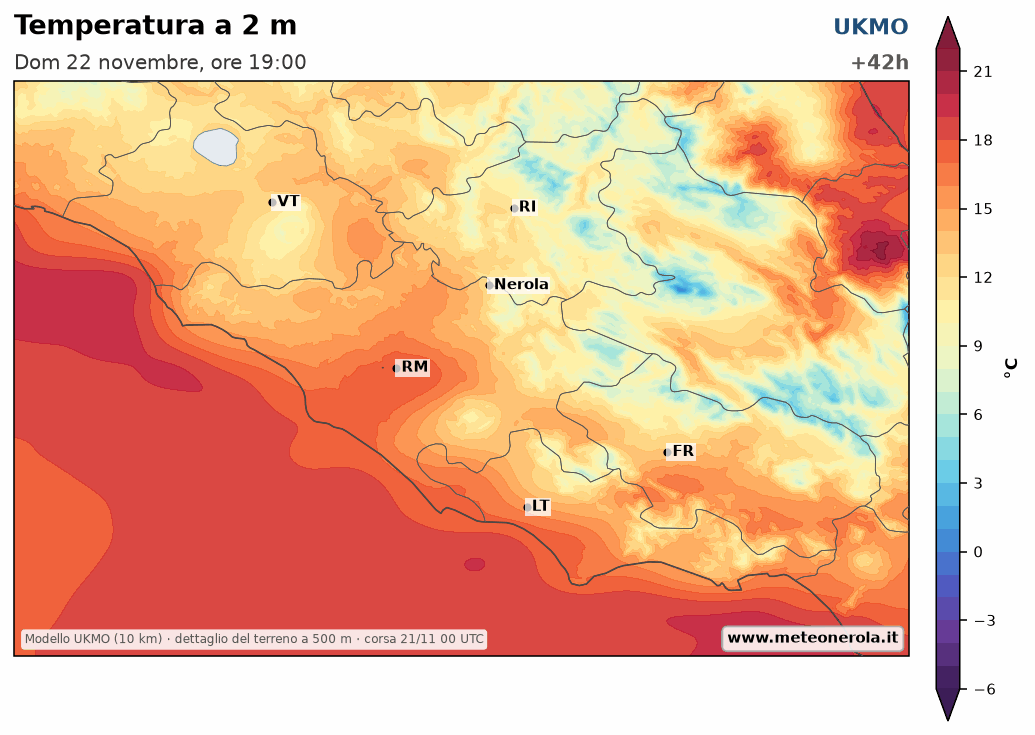 Temperatura a 2 m
UKMO
Dom 22 novembre, ore 19:00
+42h
VT
RI
Nerola
RM
FR
LT
Modello UKMO (10 km) · dettaglio del terreno a 500 m · corsa 21/11 00 UTC
www.meteonerola.it
21
18
15
12
9
6
3
0
−3
−6
°C